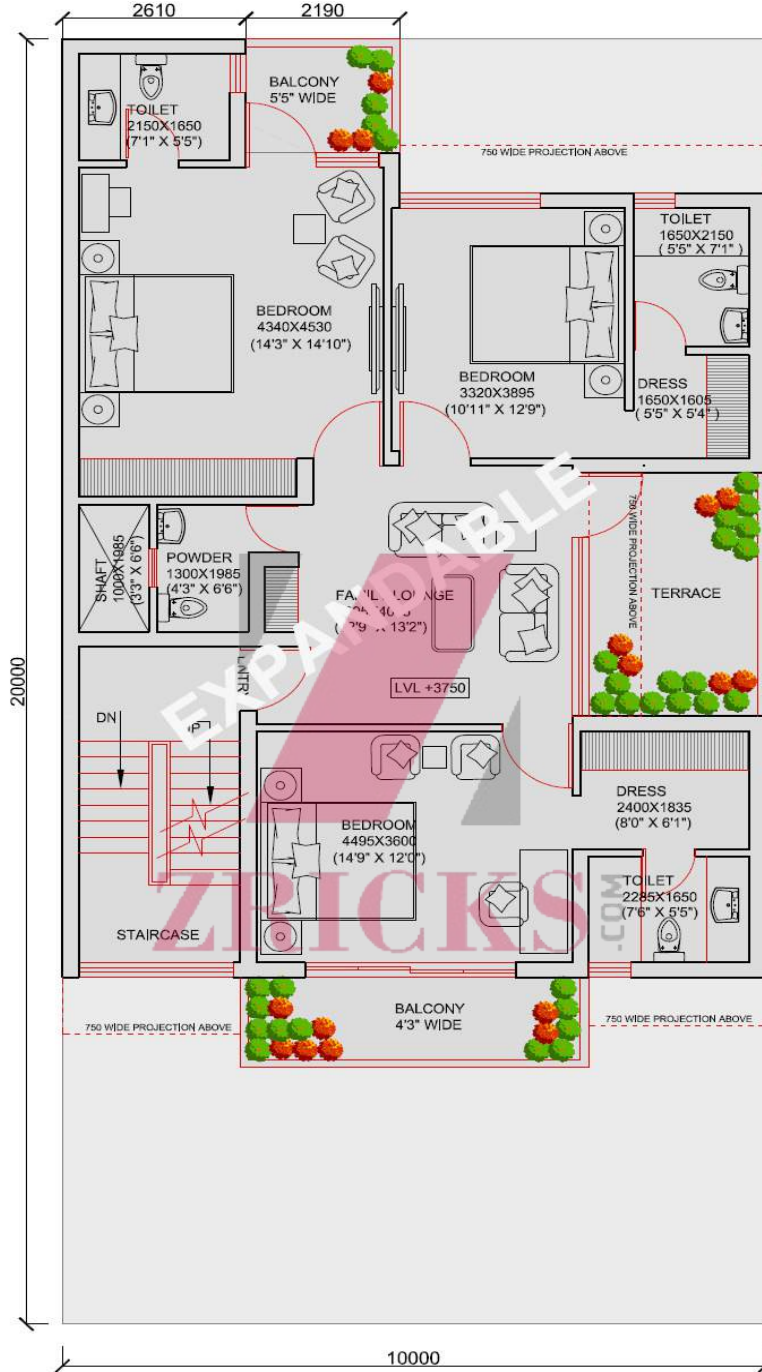 2610
2190
BALCONY
5'5" WIDE
TOILET
2150X1650
(7'1" X 5'5")
750 WIDE PROJECTION ABOVE
TOILET
1650X2150
( 5'5" X 7'1" )
BEDROOM
4340X4530
(14'3" X 14'10")
BEDROOM
3320X3895
(10'11" X 12'9")
DRESS
1650X1605
( 5'5" X 5'4" )
SHAFT
1000X1985
(3'3" X 6'6")
POWDER
1300X1985
(4'3" X 6'6")
750 WIDE PROJECTION ABOVE
TERRACE
LOUNGE
X 13'2")
EXPANDABLE
ENTRY
LVL +3750
20000
DN
DRESS
2400X1835
(8'0" X 6'1")
BEDROOM
4495X3600
(14'9" X 12'0")
TOILET
2285X1650
(7'6" X 5'5")
ZRICKS
.COM
STAIRCASE
BALCONY
4'3" WIDE
750 WIDE PROJECTION ABOVE
750 WIDE PROJECTION ABOVE
10000